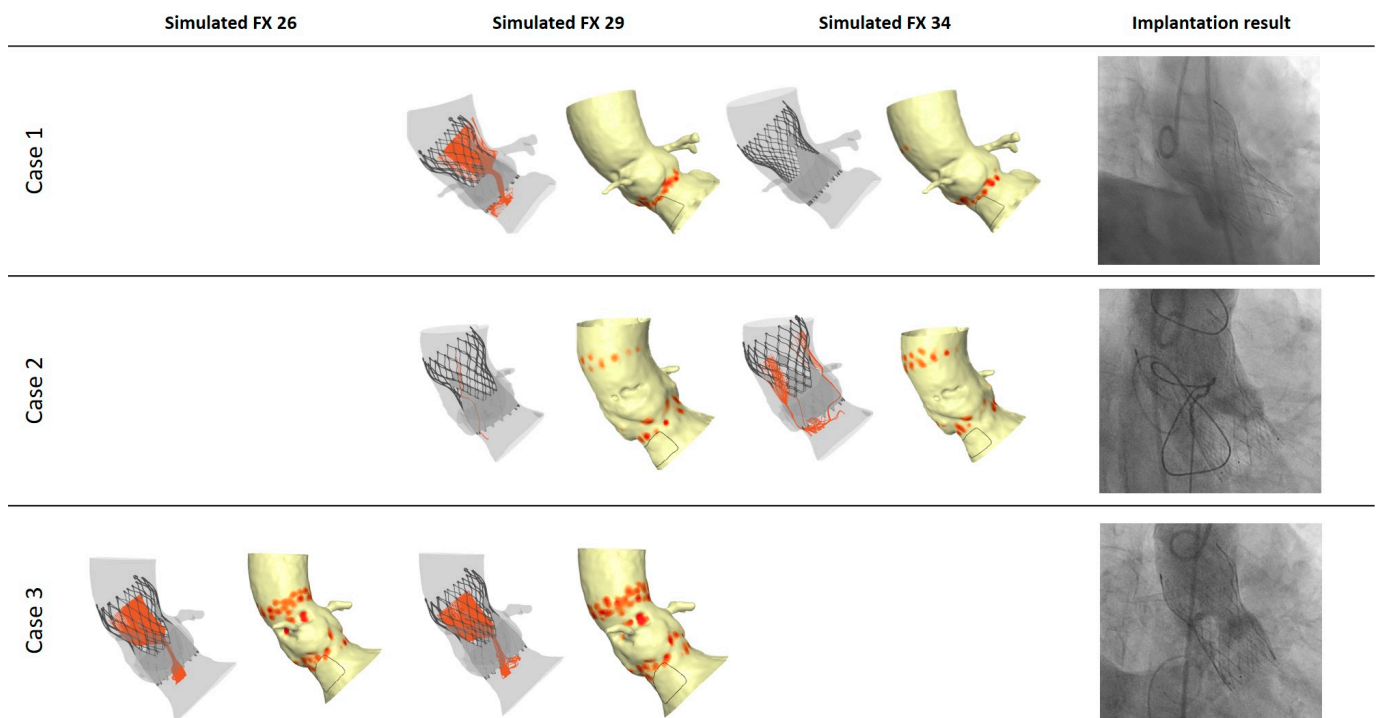 Simulated FX 26
Simulated FX 29
Simulated FX 34
Implantation result
Case 1
Case 2
Case 3